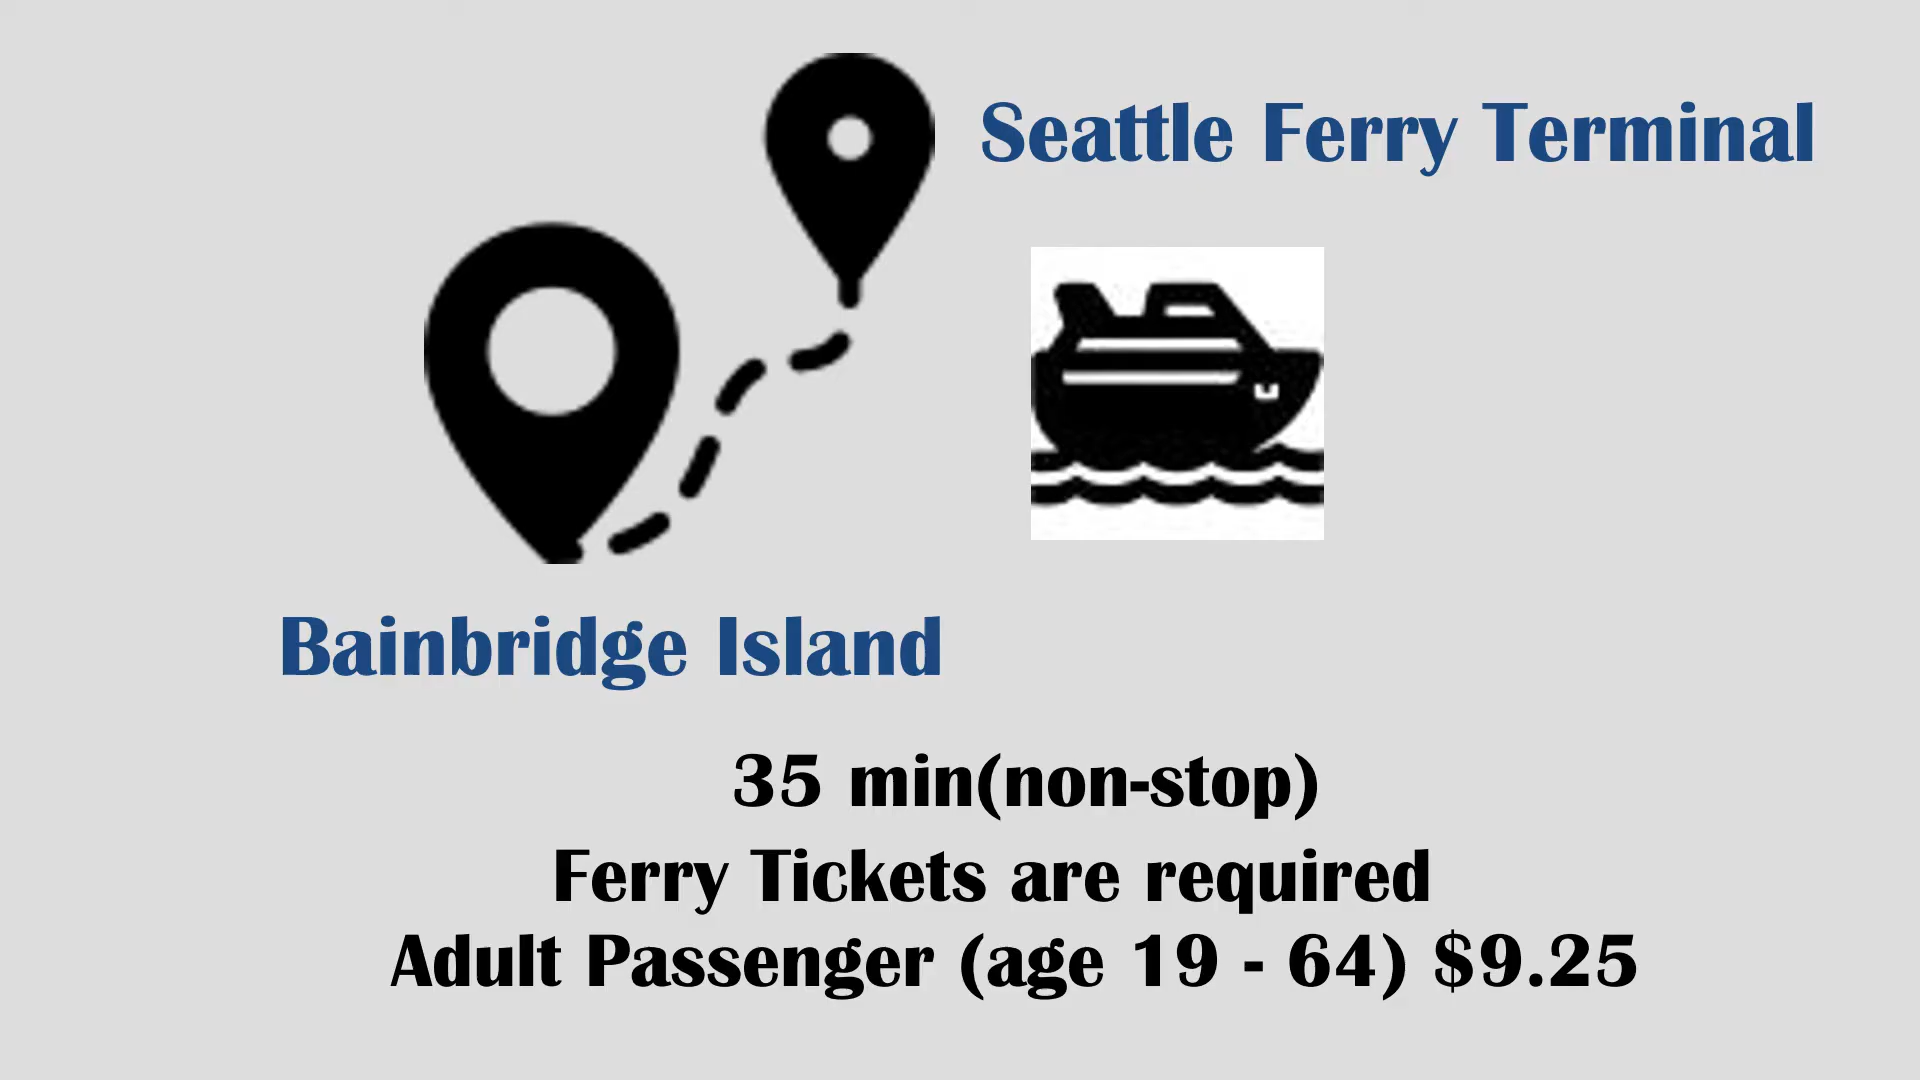 Seattle Ferry Terminal
Bainbridge Island
35 min(non-stop)
Ferry Tickets are required
Adult Passenger (age 19 - 64) $9.25